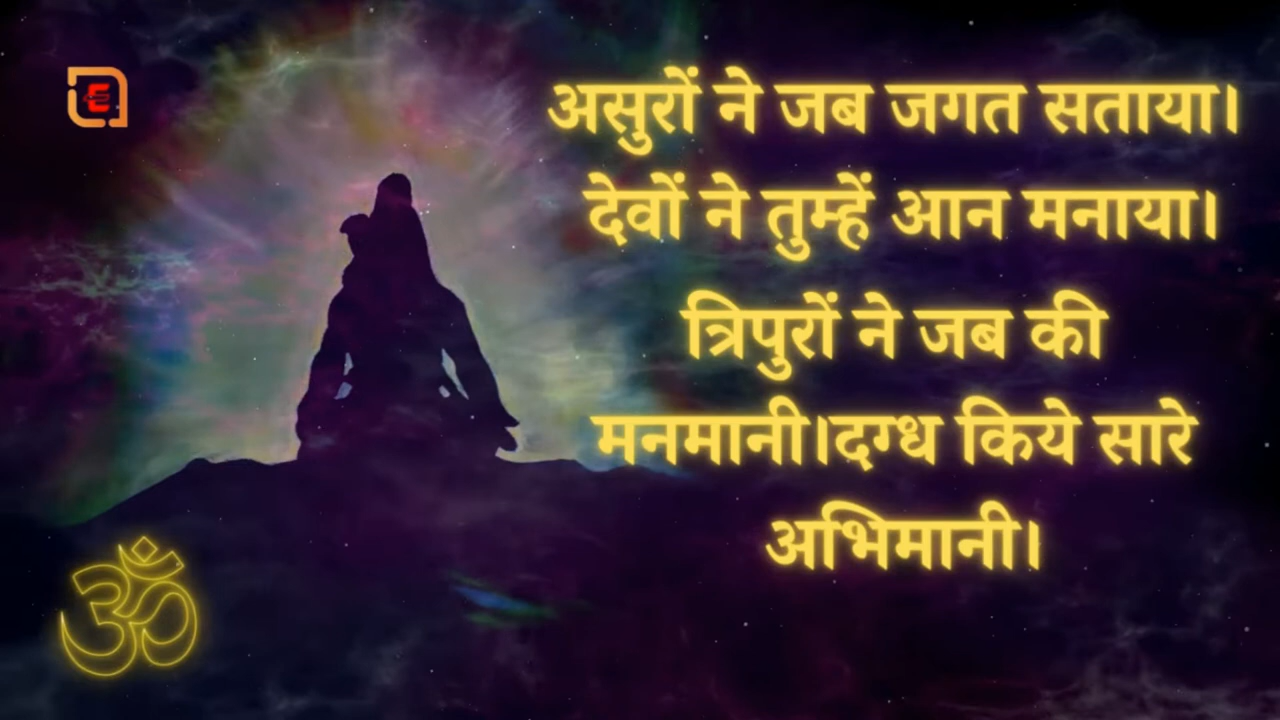 असुरों ने जब जगत सताया।
देवों ने तुम्हें आन मनाया।
त्रिपुरों ने जब की
मनमानी।दग्ध किये सारे
अभिमानी।
E
ॐ